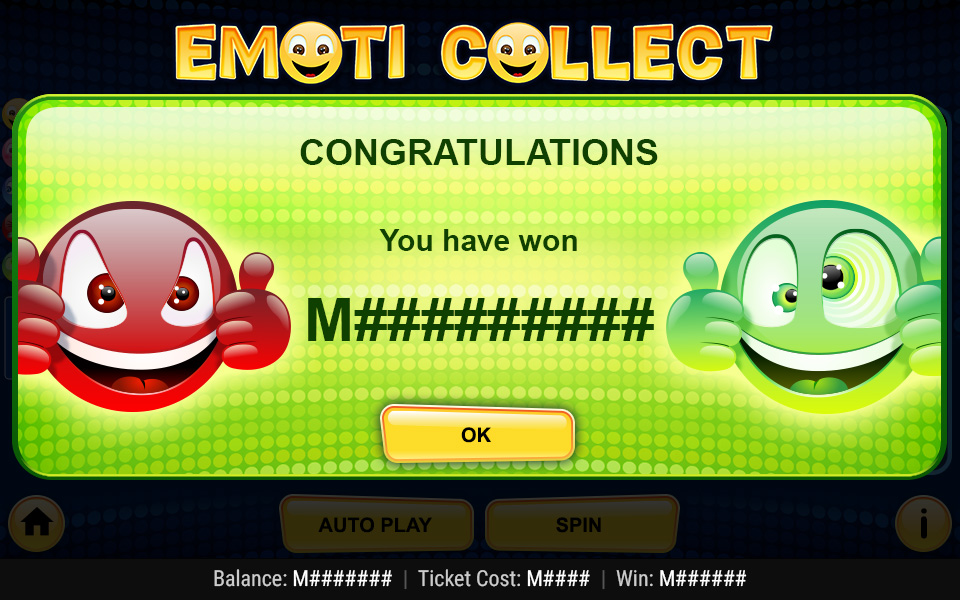 EMOTI COLLECT
CONGRATULATIONS
You have won
M#########
OK
AUTO PLAY
SPIN
i
Balance: M####### | Ticket Cost: M#### | Win: M######